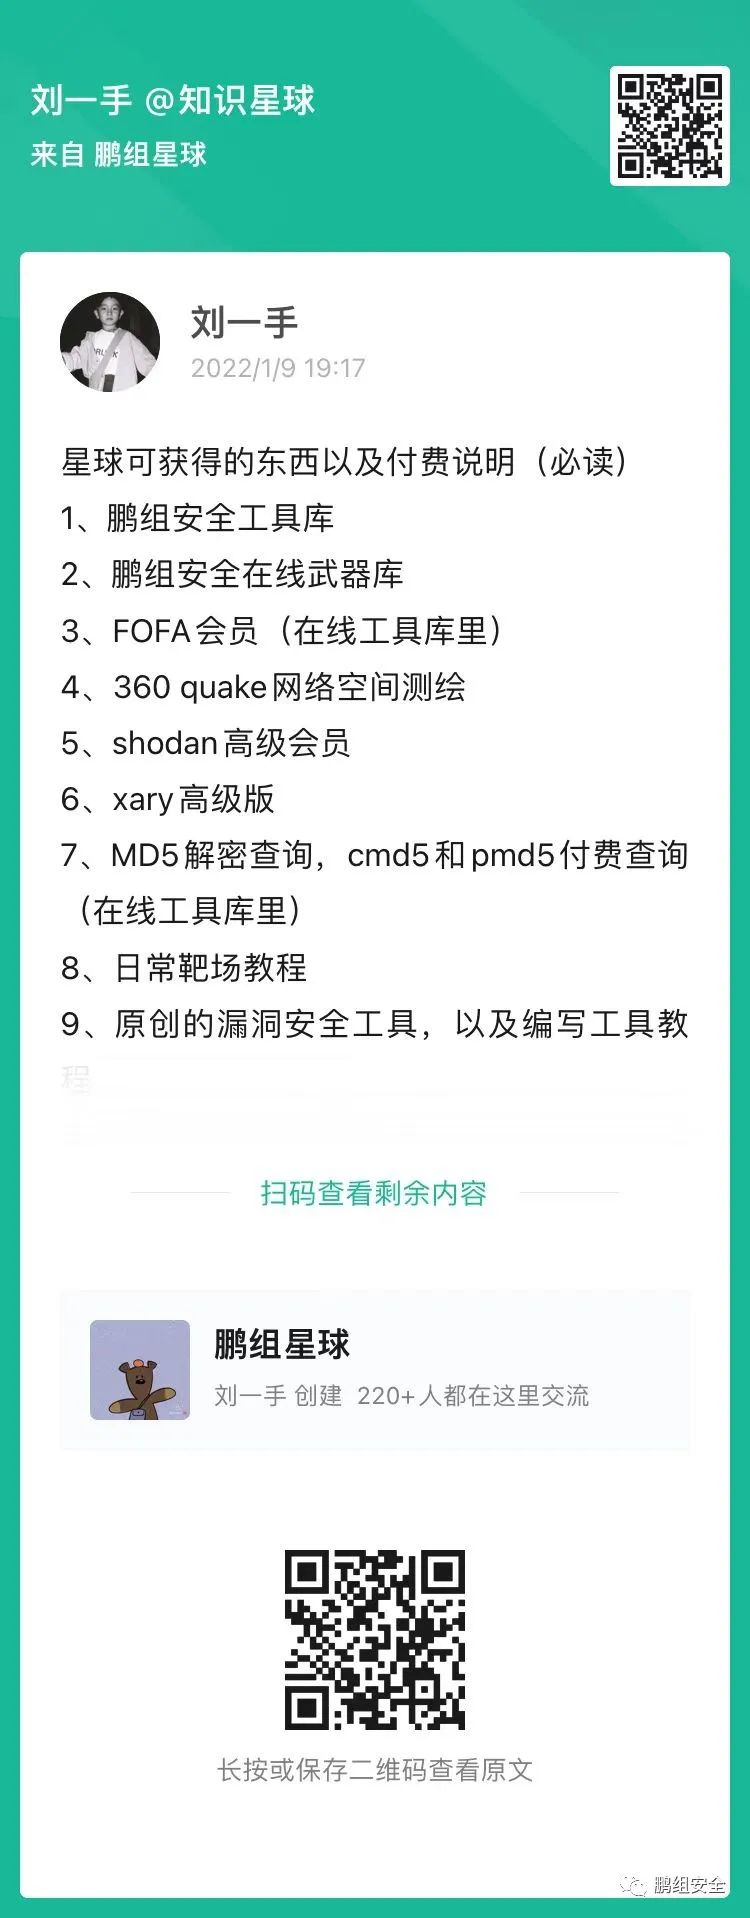 刘一手 @知识星球
来自 鹏组星球
刘一手
2022/1/9 19:17
星球可获得的东西以及付费说明（必读）
1、鹏组安全工具库
2、鹏组安全在线武器库
3、FOFA会员（在线工具库里）
4、360 quake网络空间测绘
5、shodan高级会员
6、xary高级版
7、MD5解密查询，cmd5和pmd5付费查询
（在线工具库里）
8、日常靶场教程
9、原创的漏洞安全工具，以及编写工具教
程
扫码查看剩余内容
鹏组星球
刘一手 创建 220+人都在这里交流
长按或保存二维码查看原文
鹏组安全